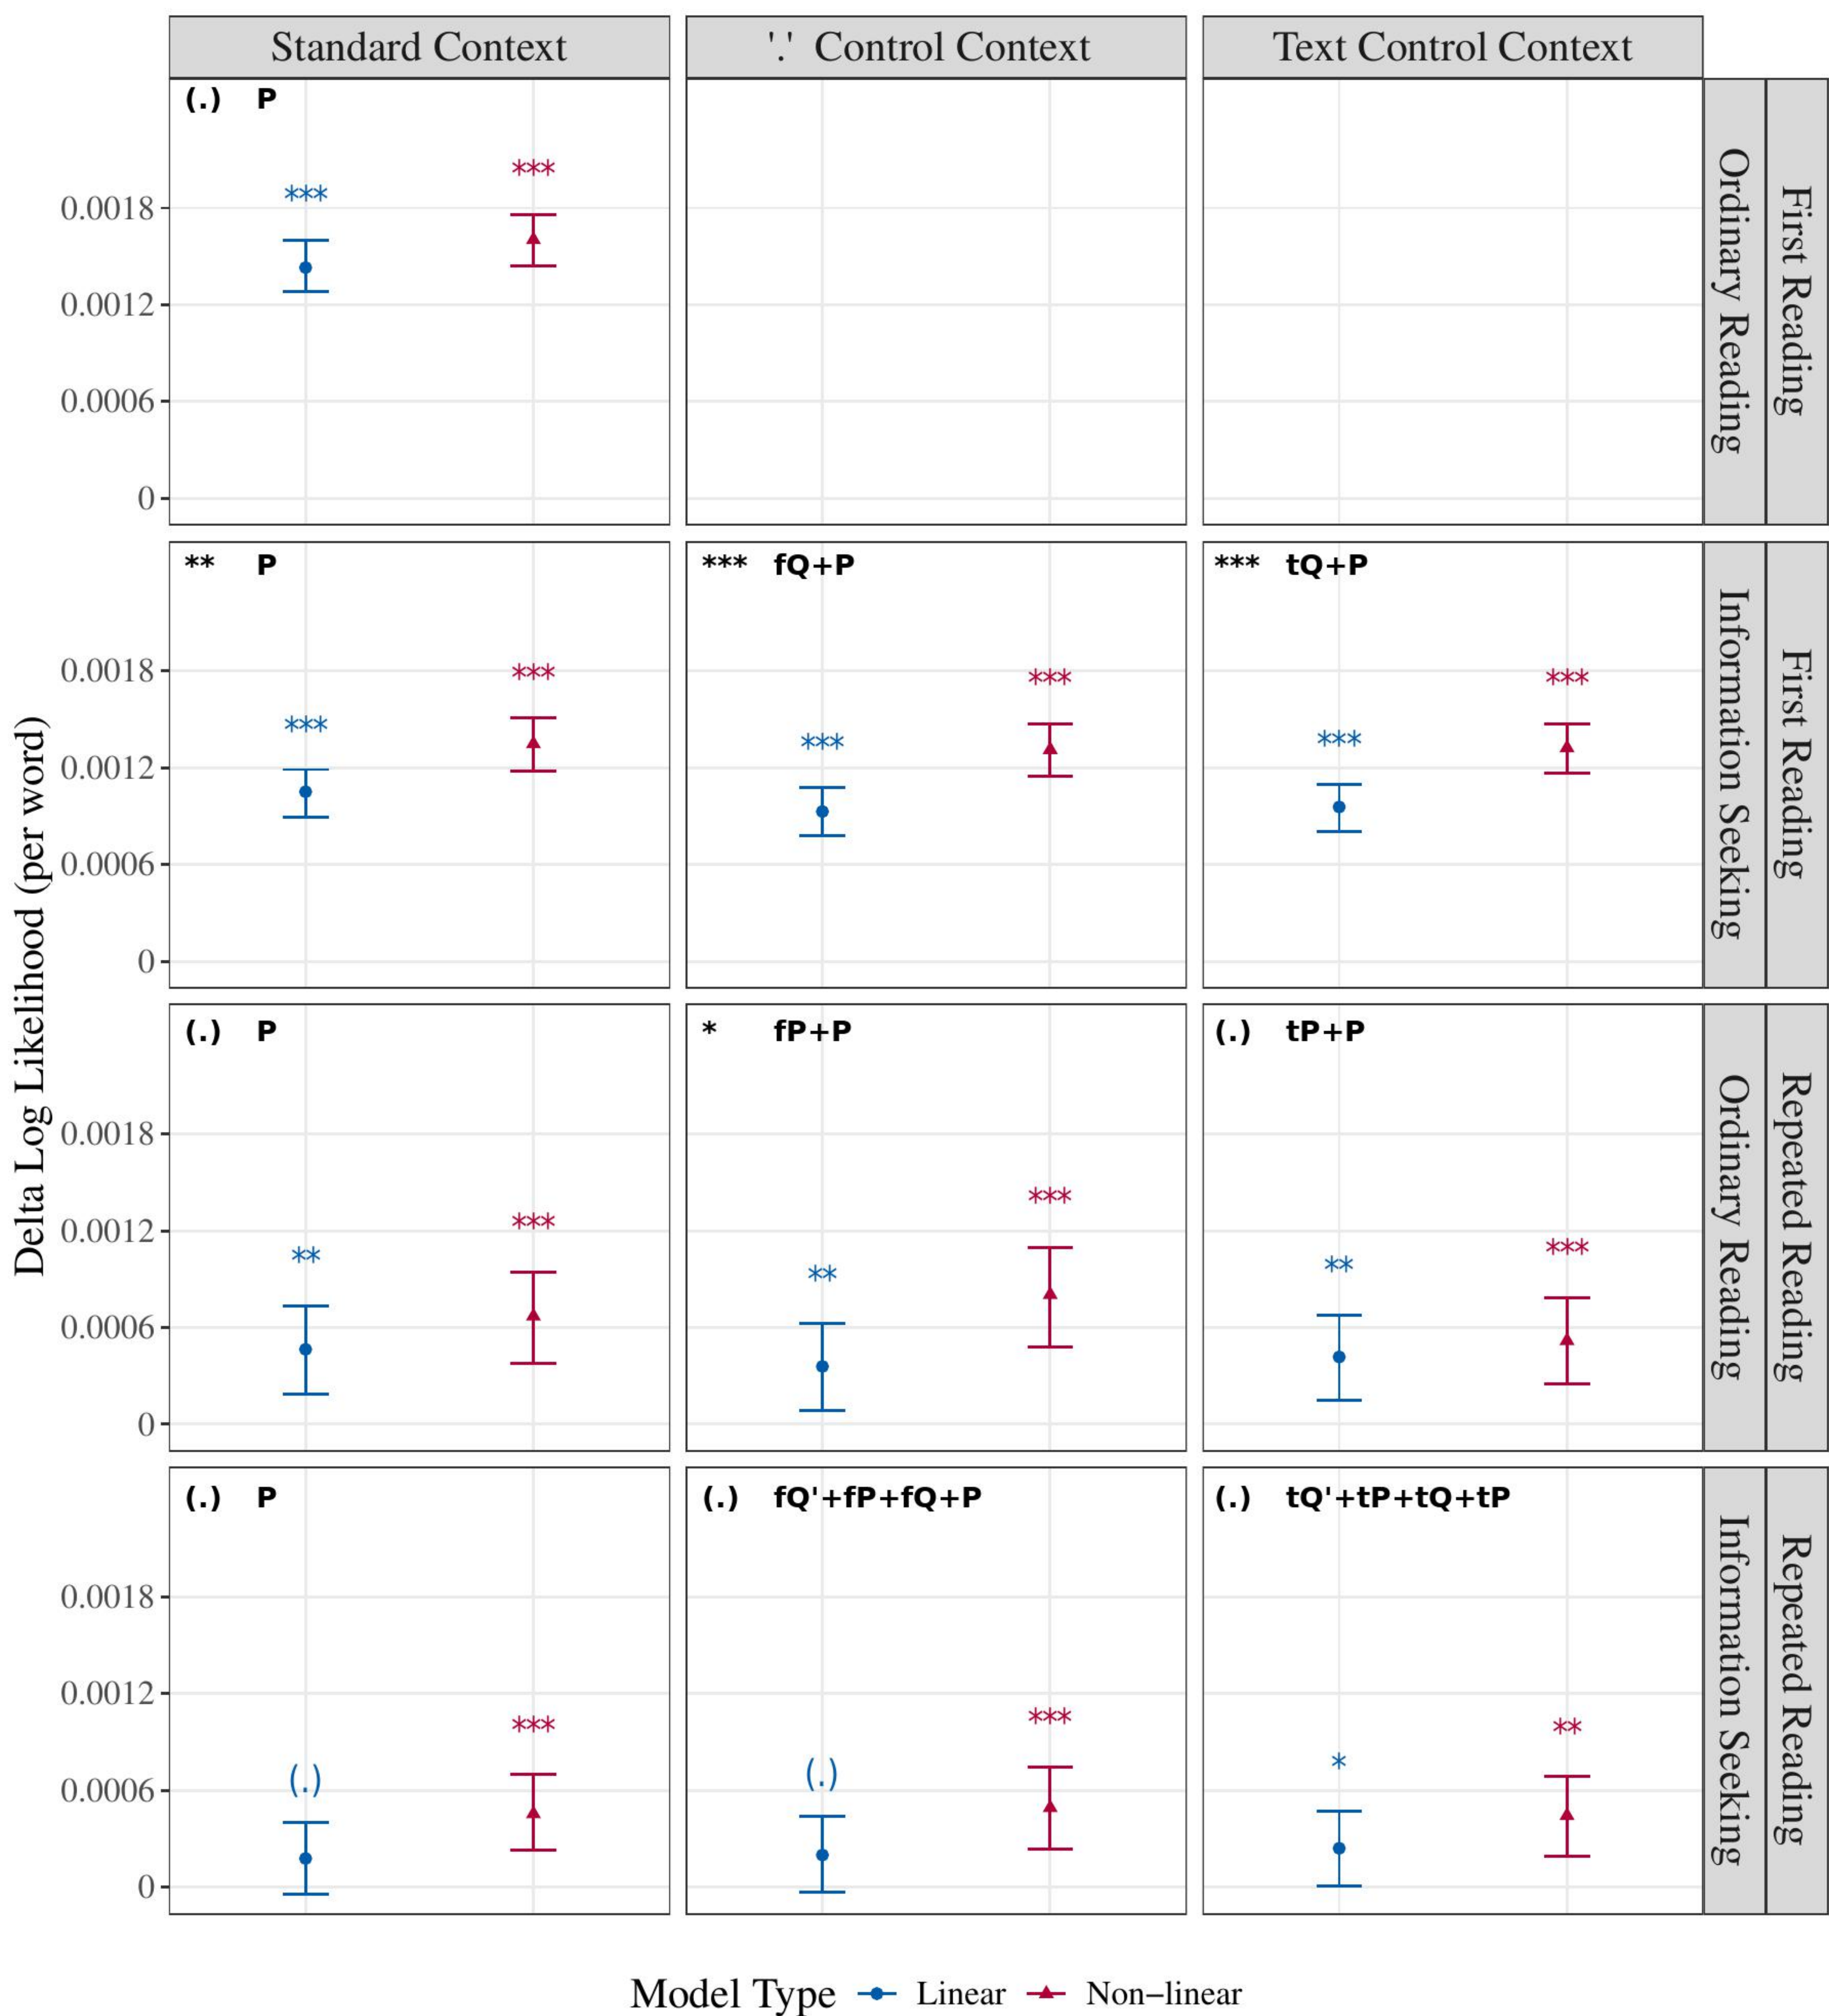 Standard Context
'.' Control Context
Text Control Context
(.) P
***
***
0.0018
0.0012
0.0006
0
First Reading
Ordinary Reading
** P
***
***
*** fQ+P
***
***
*** tQ+P
***
***
0.0018
0.0012
0.0006
0
First Reading
Information Seeking
(.) P
**
***
* fP+P
**
***
(.) tP+P
**
***
0.0018
0.0012
0.0006
0
Repeated Reading
Ordinary Reading
(.) P
(.)
***
(.) fQ'+fP+fQ+P
(.)
***
(.) tQ'+tP+tQ+tP
*
**
0.0018
0.0012
0.0006
0
Repeated Reading
Information Seeking
Delta Log Likelihood (per word)
Model Type Linear Non−linear